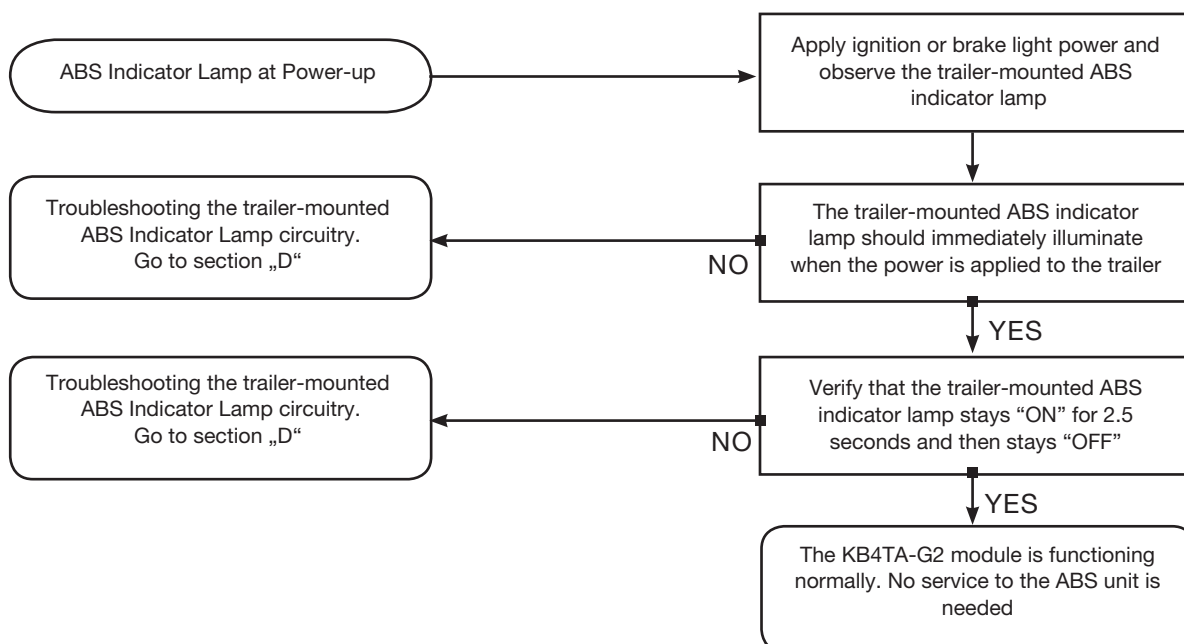 ABS Indicator Lamp at Power-up
Apply ignition or brake light power and
observe the trailer-mounted ABS
indicator lamp
Troubleshooting the trailer-mounted
ABS Indicator Lamp circuitry.
Go to section „D“
NO
The trailer-mounted ABS indicator
lamp should immediately illuminate
when the power is applied to the trailer
YES
Troubleshooting the trailer-mounted
ABS Indicator Lamp circuitry.
Go to section „D“
NO
Verify that the trailer-mounted ABS
indicator lamp stays “ON” for 2.5
seconds and then stays “OFF”
YES
The KB4TA-G2 module is functioning
normally. No service to the ABS unit is
needed